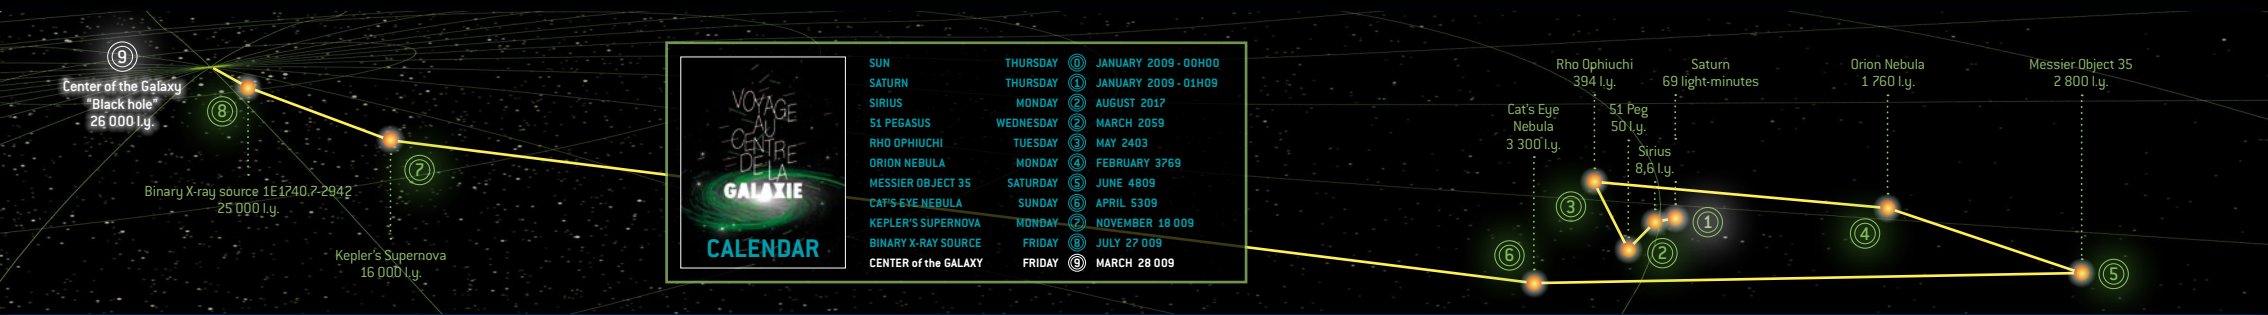 9
Center of the Galaxy
"Black hole"
26 000 l.y.
8
Binary X-ray source 1E1740.7-2942
25 000 l.y.
7
Kepler's Supernova
16 000 l.y.
VOYAGE
AU
CENTRE
DE LA
GALAXIE
CALENDAR
SUN THURSDAY 0 JANUARY 2009 - 00H00
SATURN THURSDAY 1 JANUARY 2009 - 01H09
SIRIUS MONDAY 2 AUGUST 2017
51 PEGASUS WEDNESDAY 2 MARCH 2059
RHO OPHIUCHI TUESDAY 3 MAY 2403
ORION NEBULA MONDAY 4 FEBRUARY 3769
MESSIER OBJECT 35 SATURDAY 5 JUNE 4809
CAT'S EYE NEBULA SUNDAY 6 APRIL 5309
KEPLER'S SUPERNOVA MONDAY 7 NOVEMBER 18 009
BINARY X-RAY SOURCE FRIDAY 8 JULY 27 009
CENTER of the GALAXY FRIDAY 9 MARCH 28 009
Cat's Eye
Nebula
3 300 l.y.
6
Rho Ophiuchi
394 l.y.
3
51 Peg
50 l.y.
Sirius
8,6 l.y.
2
Saturn
69 light-minutes
1
Orion Nebula
1 760 l.y.
4
Messier Object 35
2 800 l.y.
5